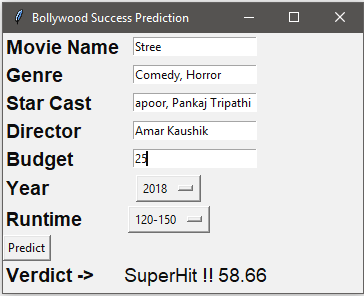 Bollywood Success Prediction
Movie Name Stree
Genre Comedy, Horror
Star Cast apoor, Pankaj Tripathi
Director Amar Kaushik
Budget 25
Year 2018
Runtime 120-150
Predict
Verdict -> SuperHit !! 58.66